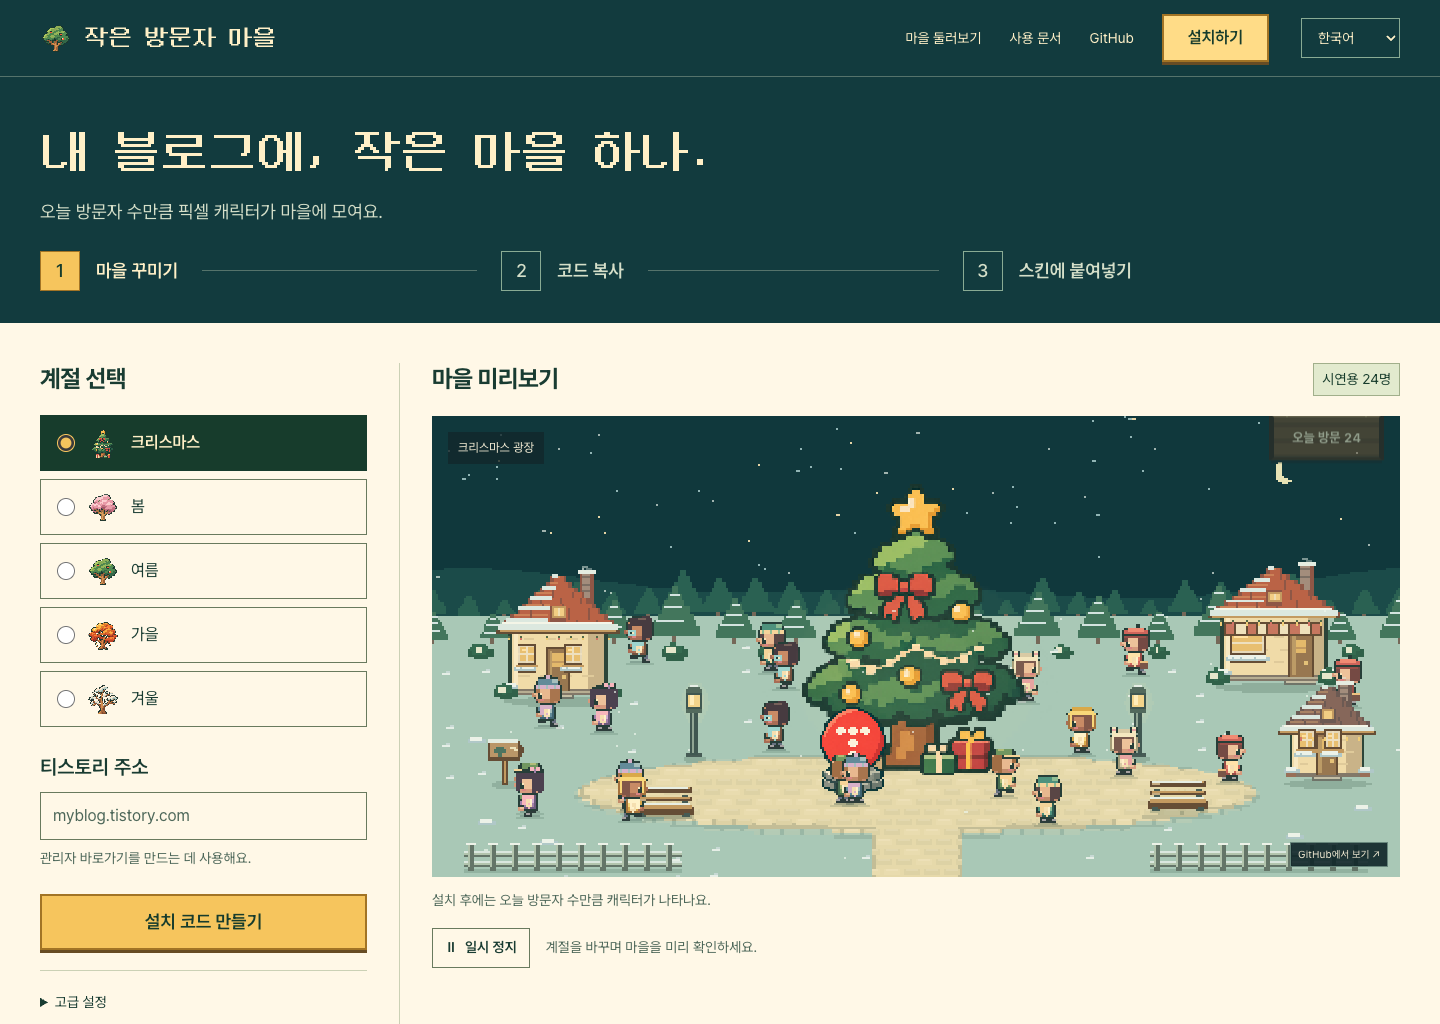 작은 방문자 마을
마을 둘러보기
사용 문서
GitHub
설치하기
한국어
내 블로그에, 작은 마을 하나.
오늘 방문자 수만큼 픽셀 캐릭터가 마을에 모여요.
1 마을 꾸미기
2 코드 복사
3 스킨에 붙여넣기
계절 선택
크리스마스
봄
여름
가을
겨울
티스토리 주소
myblog.tistory.com
관리자 바로가기를 만드는 데 사용해요.
설치 코드 만들기
고급 설정
마을 미리보기
시연용 24명
크리스마스 광장
오늘 방문 24
GitHub에서 보기 ↗
설치 후에는 오늘 방문자 수만큼 캐릭터가 나타나요.
일시 정지
계절을 바꾸며 마을을 미리 확인하세요.